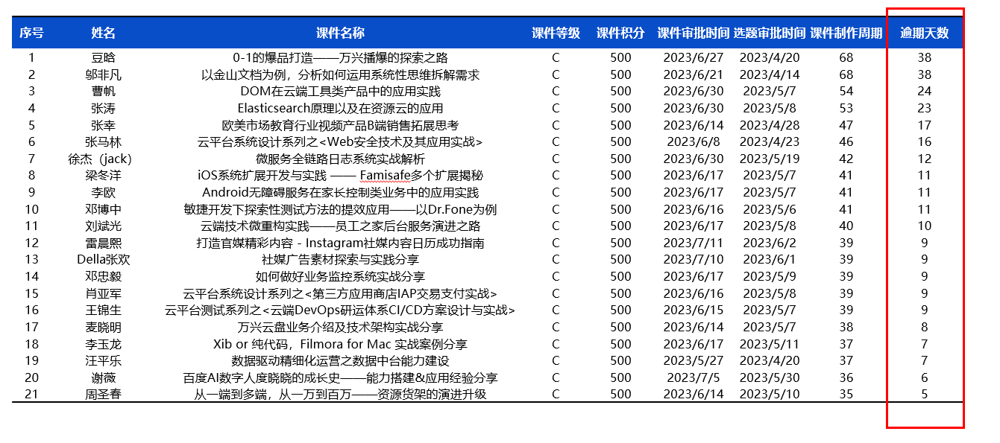 序号 姓名 课件名称 课件等级 课件积分 课件审批时间 选题审批时间 课件制作周期 逾期天数
1 豆晗 0-1的爆品打造——万兴播爆的探索之路 C 500 2023/6/27 2023/4/20 68 38
2 邬非凡 以金山文档为例，分析如何运用系统性思维拆解需求 C 500 2023/6/21 2023/4/14 68 38
3 曹帆 DOM在云端工具类产品中的应用实践 C 500 2023/6/30 2023/5/7 54 24
4 张涛 Elasticsearch原理以及在资源云的应用 C 500 2023/6/30 2023/5/8 53 23
5 张幸 欧美市场教育行业视频产品B端销售拓展思考 C 500 2023/6/14 2023/4/28 47 17
6 张马林 云平台系统设计系列之<Web安全技术及其应用实战> C 500 2023/6/8 2023/4/23 46 16
7 徐杰（jack） 微服务全链路日志系统实战解析 C 500 2023/6/30 2023/5/19 42 12
8 梁冬洋 iOS系统扩展开发与实践 —— Famisafe多个扩展揭秘 C 500 2023/6/17 2023/5/7 41 11
9 李欧 Android无障碍服务在家长控制类业务中的应用实践 C 500 2023/6/17 2023/5/7 41 11
10 邓博中 敏捷开发下探索性测试方法的提效应用——以Dr.Fone为例 C 500 2023/6/16 2023/5/6 41 11
11 刘斌光 云端技术微重构实践——员工之家后台服务演进之路 C 500 2023/6/17 2023/5/8 40 10
12 雷晨熙 打造官媒精彩内容 - Instagram社媒内容日历成功指南 C 500 2023/7/11 2023/6/2 39 9
13 Della张欢 社媒广告素材探索与实践分享 C 500 2023/7/10 2023/6/1 39 9
14 邓忠毅 如何做好业务监控系统实战分享 C 500 2023/6/17 2023/5/9 39 9
15 肖亚军 云平台系统设计系列之<第三方应用商店IAP交易支付实战> C 500 2023/6/16 2023/5/8 39 9
16 王锦生 云平台测试系列之<云端DevOps研运体系CI/CD方案设计与实战> C 500 2023/6/15 2023/5/7 39 9
17 麦晓明 万兴云盘业务介绍及技术架构实战分享 C 500 2023/6/14 2023/5/7 38 8
18 李玉龙 Xib or 纯代码，Filmora for Mac 实战案例分享 C 500 2023/6/17 2023/5/11 37 7
19 汪平乐 数据驱动精细化运营之数据中台能力建设 C 500 2023/5/27 2023/4/20 37 7
20 谢薇 百度AI数字人度晓晓的成长史——能力搭建&应用经验分享 C 500 2023/7/5 2023/5/30 36 6
21 周圣春 从一端到多端，从一万到百万——资源货架的演进升级 C 500 2023/6/14 2023/5/10 35 5